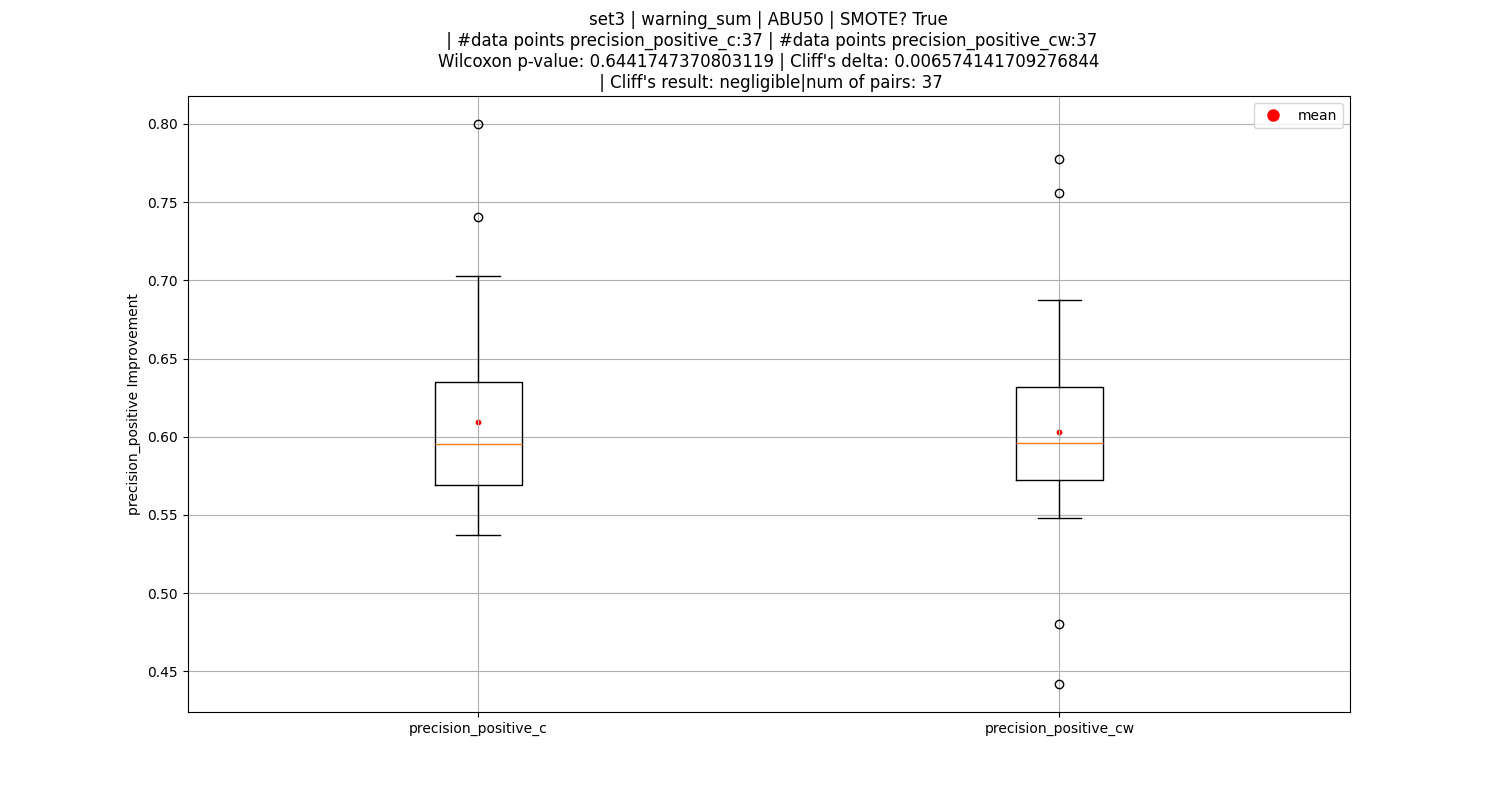 set3 | warning_sum | ABU50 | SMOTE? True
| #data points precision_positive_c:37 | #data points precision_positive_cw:37
Wilcoxon p-value: 0.6441747370803119 | Cliff's delta: 0.006574141709276844
| Cliff's result: negligible|num of pairs: 37
mean
0.80
0.75
0.70
0.65
0.60
0.55
0.50
0.45
precision_positive Improvement
precision_positive_c
precision_positive_cw